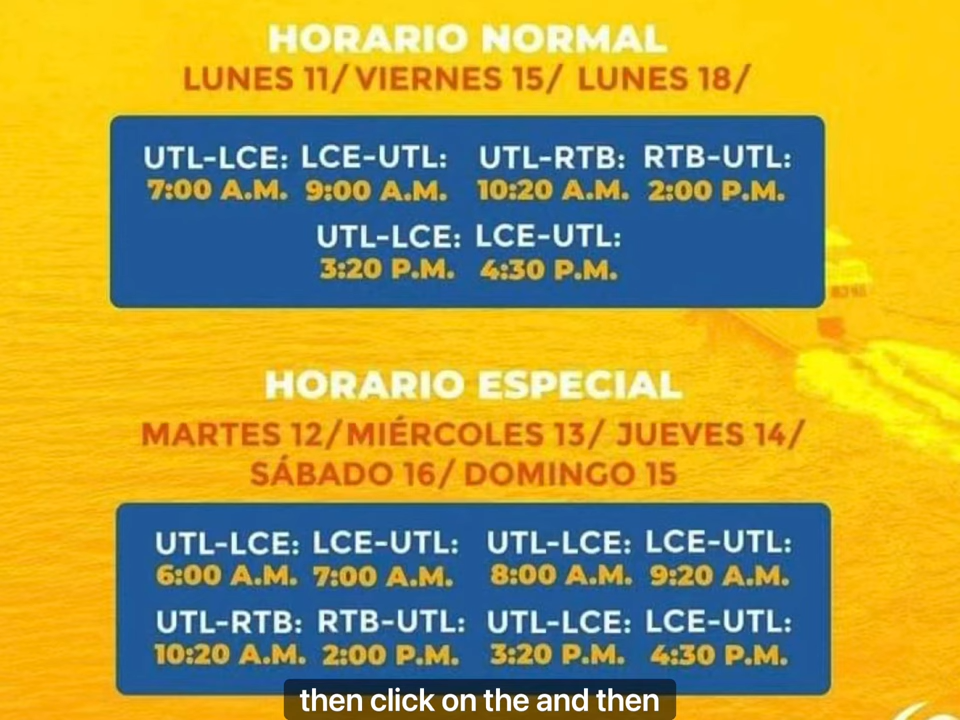 HORARIO NORMAL
LUNES 11/ VIERNES 15/ LUNES 18/
UTL-LCE: LCE-UTL: UTL-RTB: RTB-UTL:
7:00 A.M. 9:00 A.M. 10:20 A.M. 2:00 P.M.
UTL-LCE: LCE-UTL:
3:20 P.M. 4:30 P.M.
HORARIO ESPECIAL
MARTES 12/ MIÉRCOLES 13/ JUEVES 14/
SÁBADO 16/ DOMINGO 15
UTL-LCE: LCE-UTL: UTL-LCE: LCE-UTL:
6:00 A.M. 7:00 A.M. 8:00 A.M. 9:20 A.M.
UTL-RTB: RTB-UTL: UTL-LCE: LCE-UTL:
10:20 A.M. 2:00 P.M. 3:20 P.M. 4:30 P.M.
then click on the and then